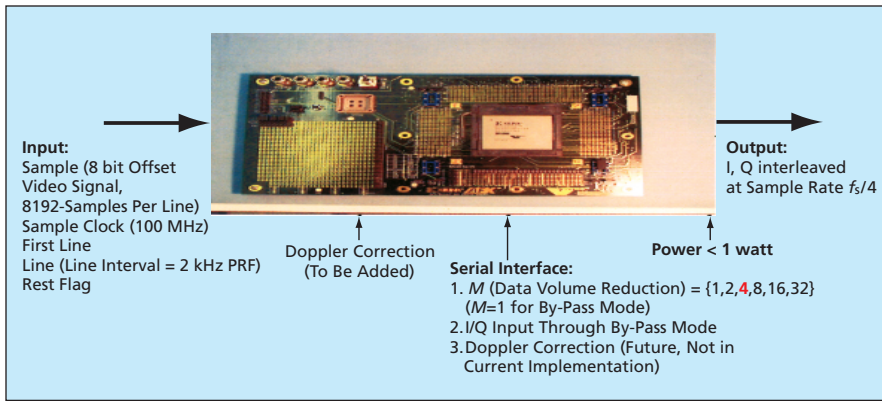 Input:
Sample (8 bit Offset
Video Signal,
8192-Samples Per Line)
Sample Clock (100 MHz)
First Line
Line (Line Interval = 2 kHz PRF)
Rest Flag
Doppler Correction
(To Be Added)
Serial Interface:
1. M (Data Volume Reduction) = {1,2,4,8,16,32}
(M=1 for By-Pass Mode)
2.I/Q Input Through By-Pass Mode
3.Doppler Correction (Future, Not in
Current Implementation)
Power < 1 watt
Output:
I, Q interleaved
at Sample Rate fs/4